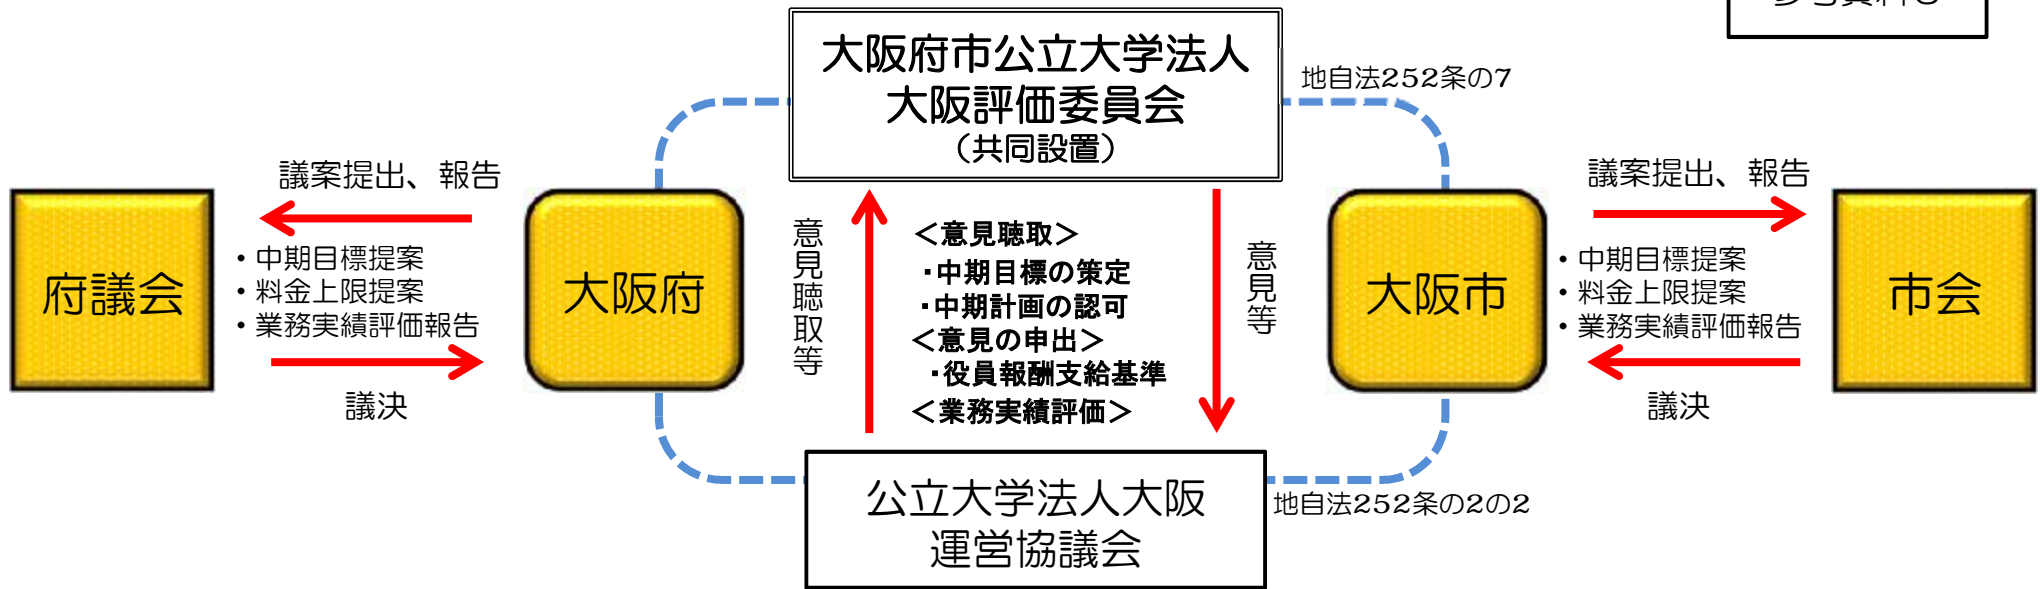 大阪府市公立大学法人
大阪評価委員会
（共同設置）
地自法252条の7
議案提出、報告
府議会
・中期目標提案
・料金上限提案
・業務実績評価報告
議決
大阪府
意見聴取等
＜意見聴取＞
・中期目標の策定
・中期計画の認可
＜意見の申出＞
・役員報酬支給基準
＜業務実績評価＞
意見等
大阪市
議案提出、報告
・中期目標提案
・料金上限提案
・業務実績評価報告
議決
市会
公立大学法人大阪
運営協議会
地自法252条の2の2